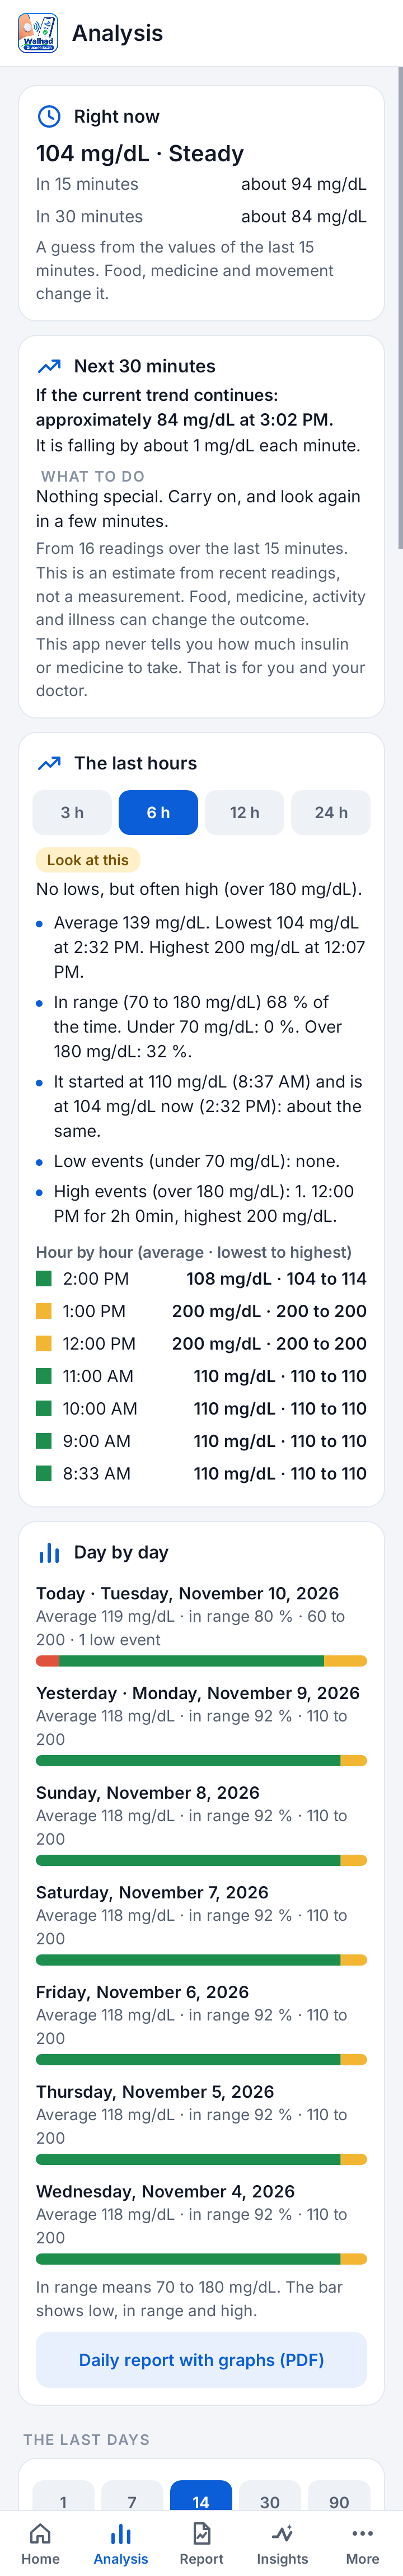 Walhad
Analysis
Right now
104 mg/dL · Steady
In 15 minutes about 94 mg/dL
In 30 minutes about 84 mg/dL
A guess from the values of the last 15
minutes. Food, medicine and movement
change it.
Next 30 minutes
If the current trend continues:
approximately 84 mg/dL at 3:02 PM.
It is falling by about 1 mg/dL each minute.
WHAT TO DO
Nothing special. Carry on, and look again
in a few minutes.
From 16 readings over the last 15 minutes.
This is an estimate from recent readings,
not a measurement. Food, medicine, activity
and illness can change the outcome.
This app never tells you how much insulin
or medicine to take. That is for you and your
doctor.
The last hours
3 h 6 h 12 h 24 h
Look at this
No lows, but often high (over 180 mg/dL).
Average 139 mg/dL. Lowest 104 mg/dL
at 2:32 PM. Highest 200 mg/dL at 12:07
PM.
In range (70 to 180 mg/dL) 68 % of
the time. Under 70 mg/dL: 0 %. Over
180 mg/dL: 32 %.
It started at 110 mg/dL (8:37 AM) and is
at 104 mg/dL now (2:32 PM): about the
same.
Low events (under 70 mg/dL): none.
High events (over 180 mg/dL): 1. 12:00
PM for 2h 0min, highest 200 mg/dL.
Hour by hour (average · lowest to highest)
2:00 PM 108 mg/dL · 104 to 114
1:00 PM 200 mg/dL · 200 to 200
12:00 PM 200 mg/dL · 200 to 200
11:00 AM 110 mg/dL · 110 to 110
10:00 AM 110 mg/dL · 110 to 110
9:00 AM 110 mg/dL · 110 to 110
8:33 AM 110 mg/dL · 110 to 110
Day by day
Today · Tuesday, November 10, 2026
Average 119 mg/dL · in range 80 % · 60 to
200 · 1 low event
Yesterday · Monday, November 9, 2026
Average 118 mg/dL · in range 92 % · 110 to
200
Sunday, November 8, 2026
Average 118 mg/dL · in range 92 % · 110 to
200
Saturday, November 7, 2026
Average 118 mg/dL · in range 92 % · 110 to
200
Friday, November 6, 2026
Average 118 mg/dL · in range 92 % · 110 to
200
Thursday, November 5, 2026
Average 118 mg/dL · in range 92 % · 110 to
200
Wednesday, November 4, 2026
Average 118 mg/dL · in range 92 % · 110 to
200
In range means 70 to 180 mg/dL. The bar
shows low, in range and high.
Daily report with graphs (PDF)
THE LAST DAYS
1 7 14 30 90
Home Analysis Report Insights More